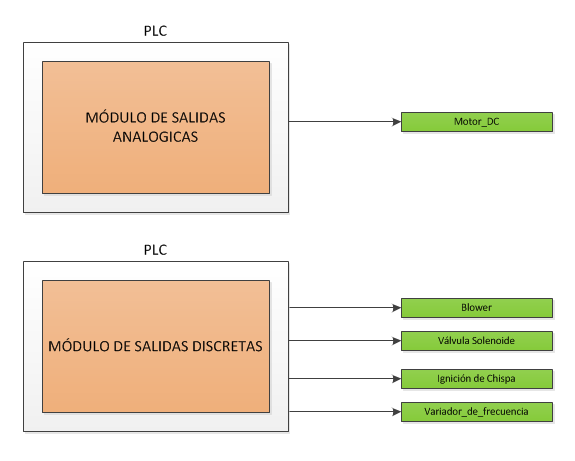 PLC
MÓDULO DE SALIDAS
ANALOGICAS
Motor_DC
PLC
MÓDULO DE SALIDAS DISCRETAS
Blower
Válvula Solenoide
Ignición de Chispa
Variador_de_frecuencia